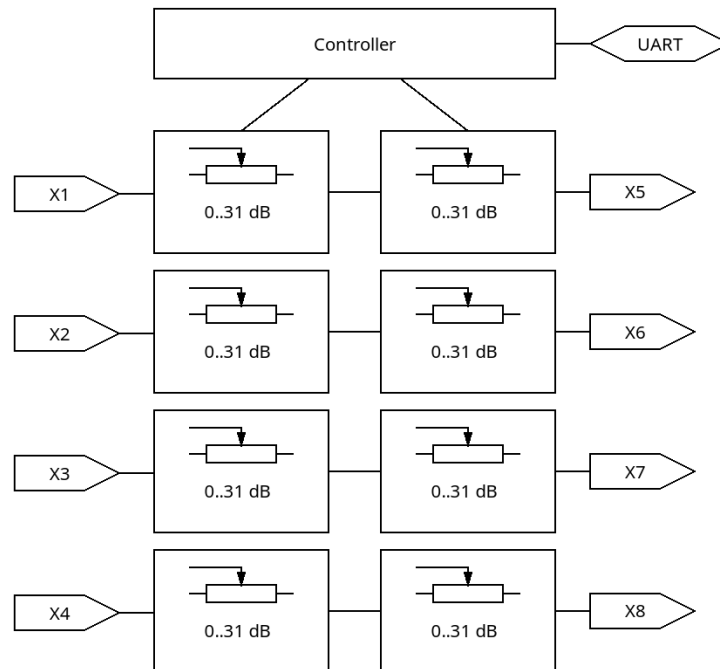 Controller
UART
X1
0..31 dB
0..31 dB
X5
X2
0..31 dB
0..31 dB
X6
X3
0..31 dB
0..31 dB
X7
X4
0..31 dB
0..31 dB
X8